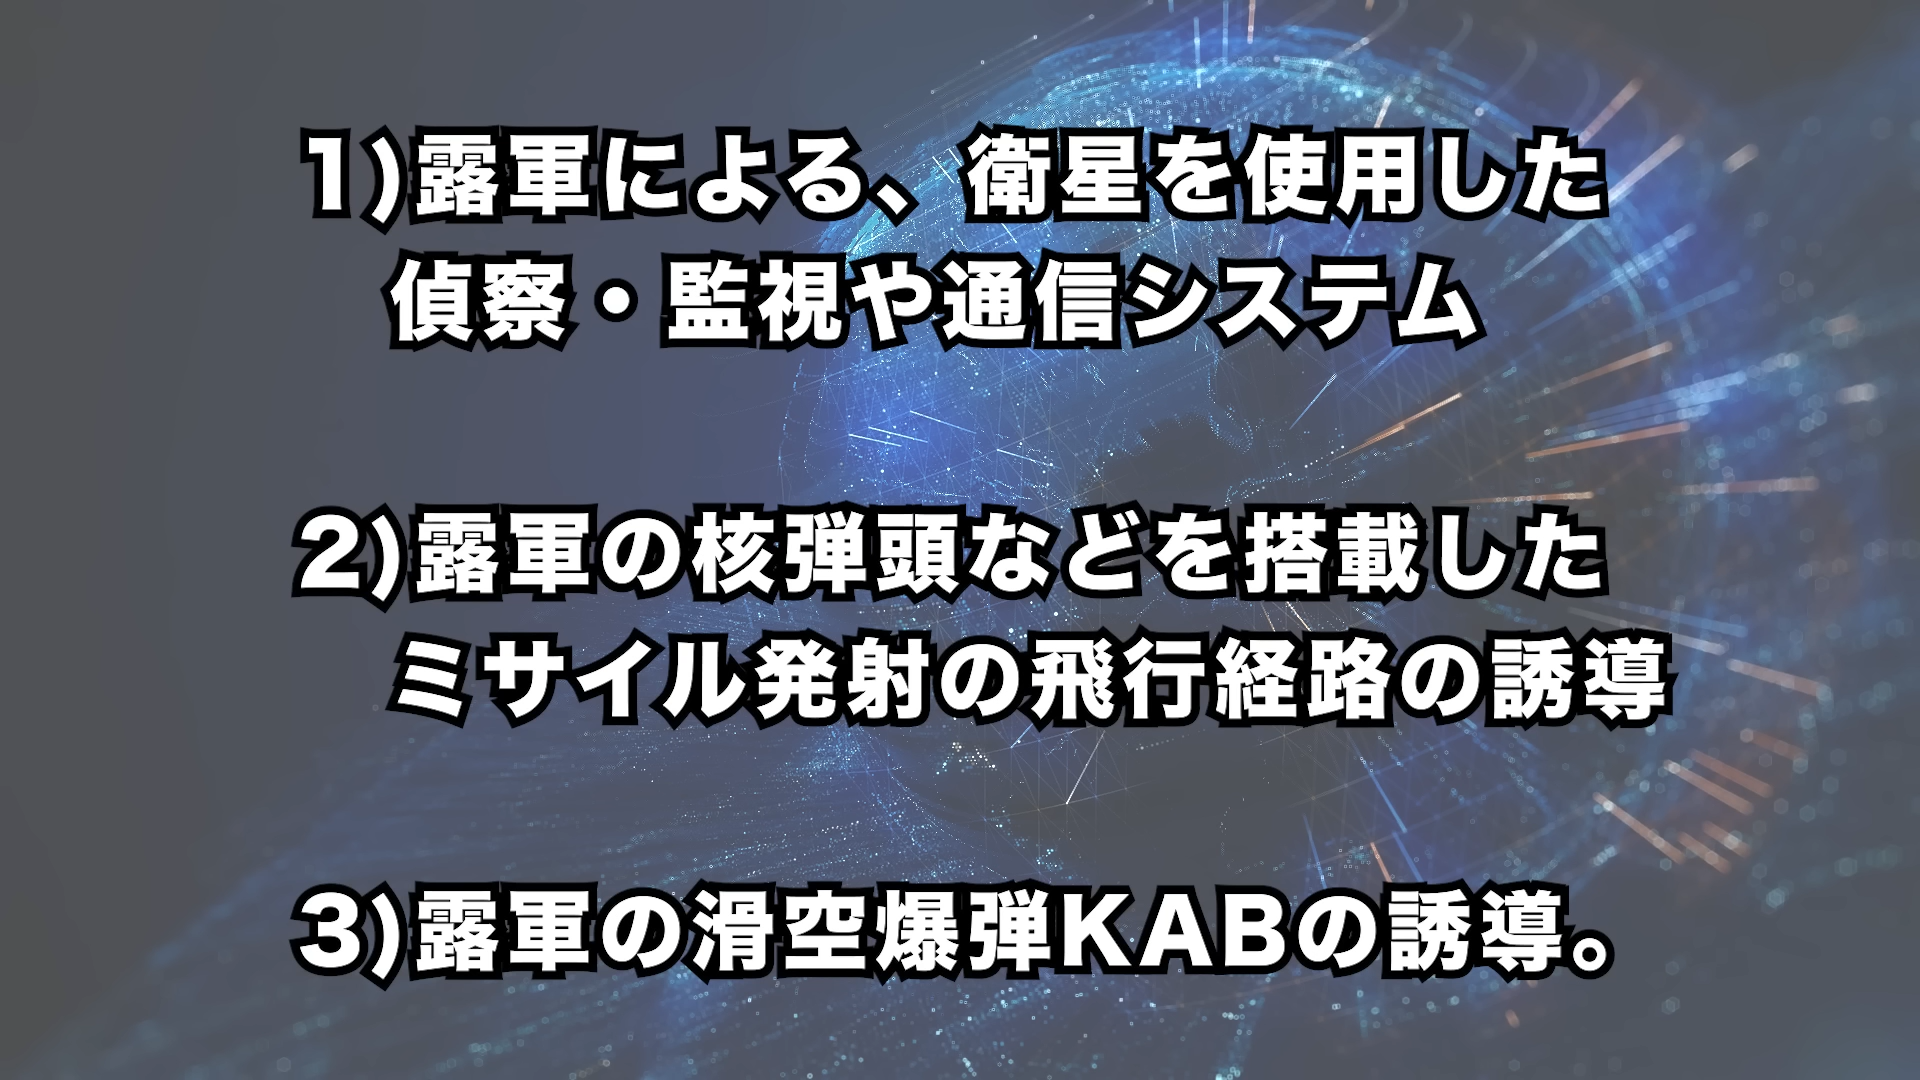 1)露軍による、衛星を使用した
偵察・監視や通信システム
2)露軍の核弾頭などを搭載した
ミサイル発射の飛行経路の誘導
3)露軍の滑空爆弾KABの誘導。